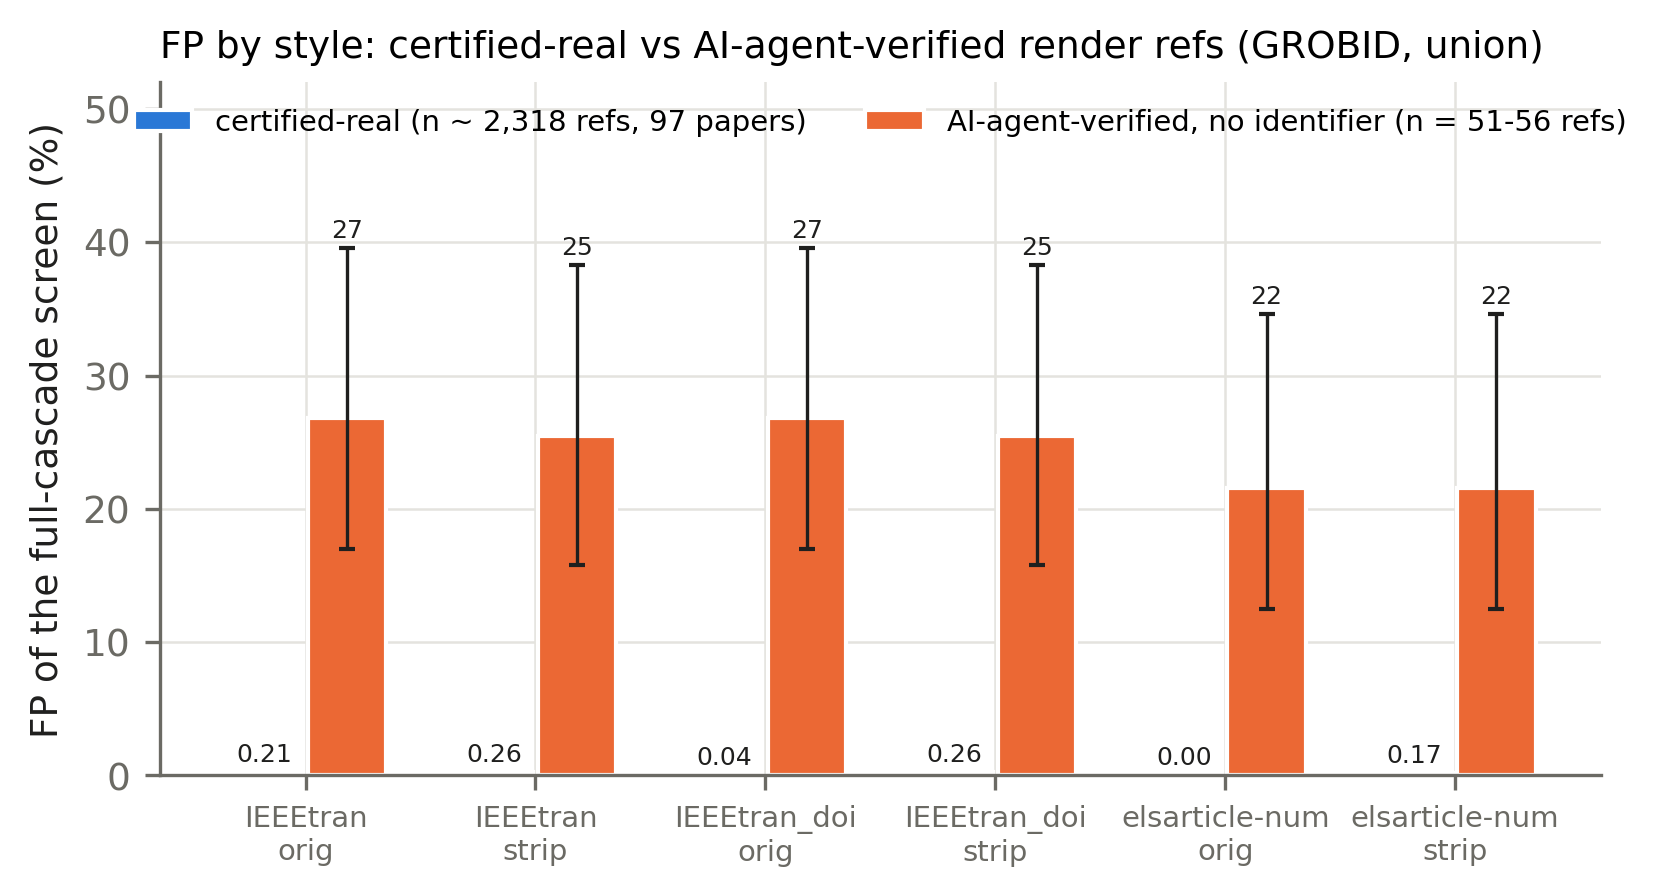 FP by style: certified-real vs AI-agent-verified render refs (GROBID, union)
certified-real (n ~ 2,318 refs, 97 papers)
AI-agent-verified, no identifier (n = 51-56 refs)
FP of the full-cascade screen (%)
50
40
30
20
10
0
27
25
27
25
22
22
0.21
0.26
0.04
0.26
0.00
0.17
IEEEtran
orig
IEEEtran
strip
IEEEtran_doi
orig
IEEEtran_doi
strip
elsarticle-num
orig
elsarticle-num
strip